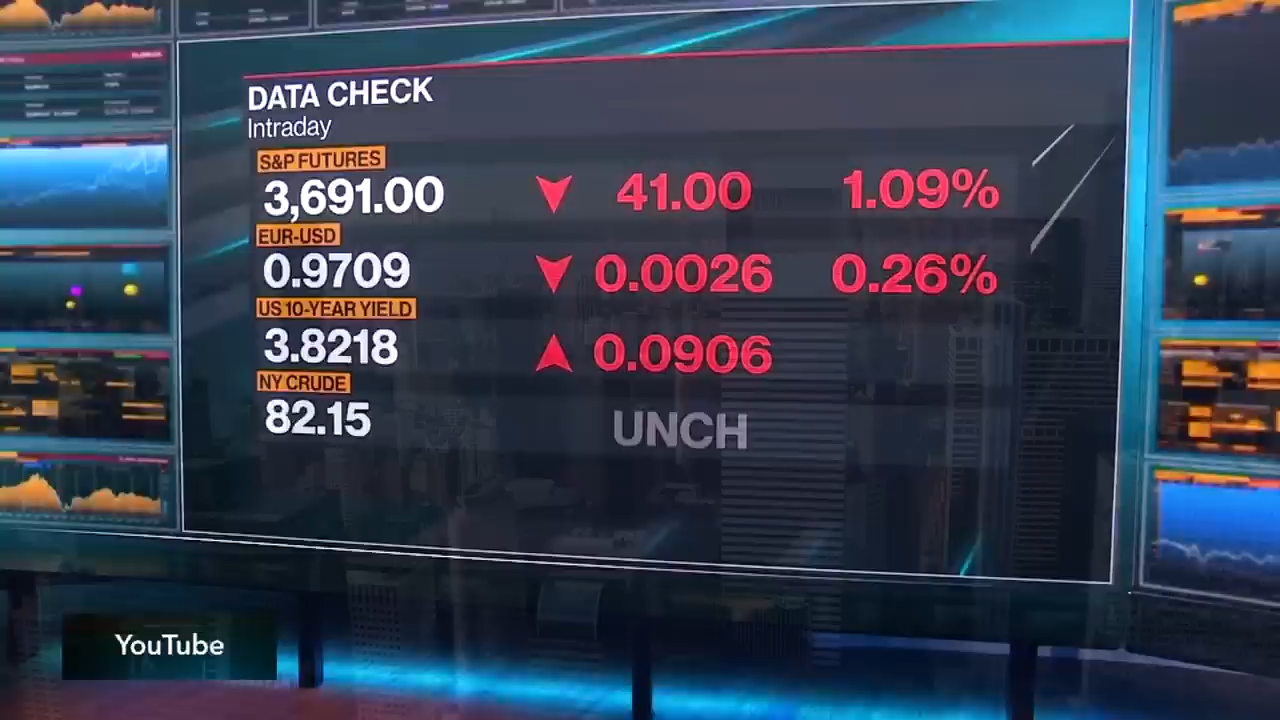 DATA CHECK
Intraday
S&P FUTURES
3,691.00 41.00 1.09%
EUR-USD
0.9709 0.0026 0.26%
US 10-YEAR YIELD
3.8218 0.0906
NY CRUDE
82.15 UNCH
YouTube